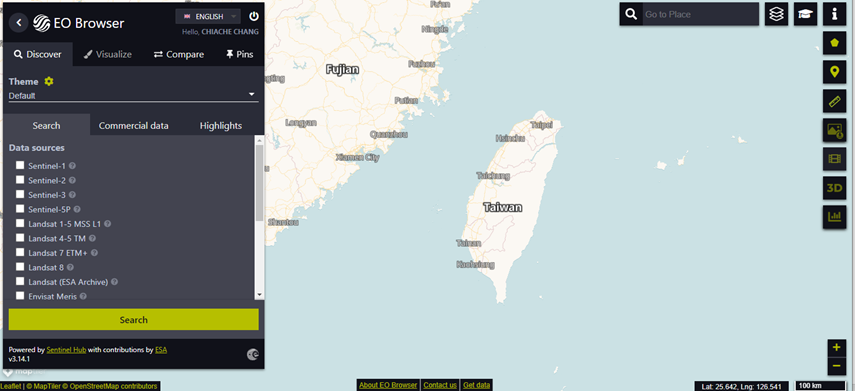 EO Browser
ENGLISH
Hello, CHIACHE CHANG
Discover
Visualize
Compare
Pins
Theme
Default
Search
Commercial data
Highlights
Data sources
Sentinel-1
Sentinel-2
Sentinel-3
Sentinel-5P
Landsat 1-5 MSS L1
Landsat 4-5 TM
Landsat 7 ETM+
Landsat 8
Landsat (ESA Archive)
Envisat Meris
Search
Powered by Sentinel Hub with contributions by ESA
v3.14.1
Leaflet | © MapTiler © OpenStreetMap contributors
Go to Place
Fu'an
Ningde
Fujian
Fuzhou
Putian
Longyan
Quanzhou
Xiamen City
Shantou
Taipei
Hsinchu
Taichung
Taiwan
Tainan
Kaohsiung
3D
About EO Browser
Contact us
Get data
Lat: 25.642, Lng: 126.541
100 km